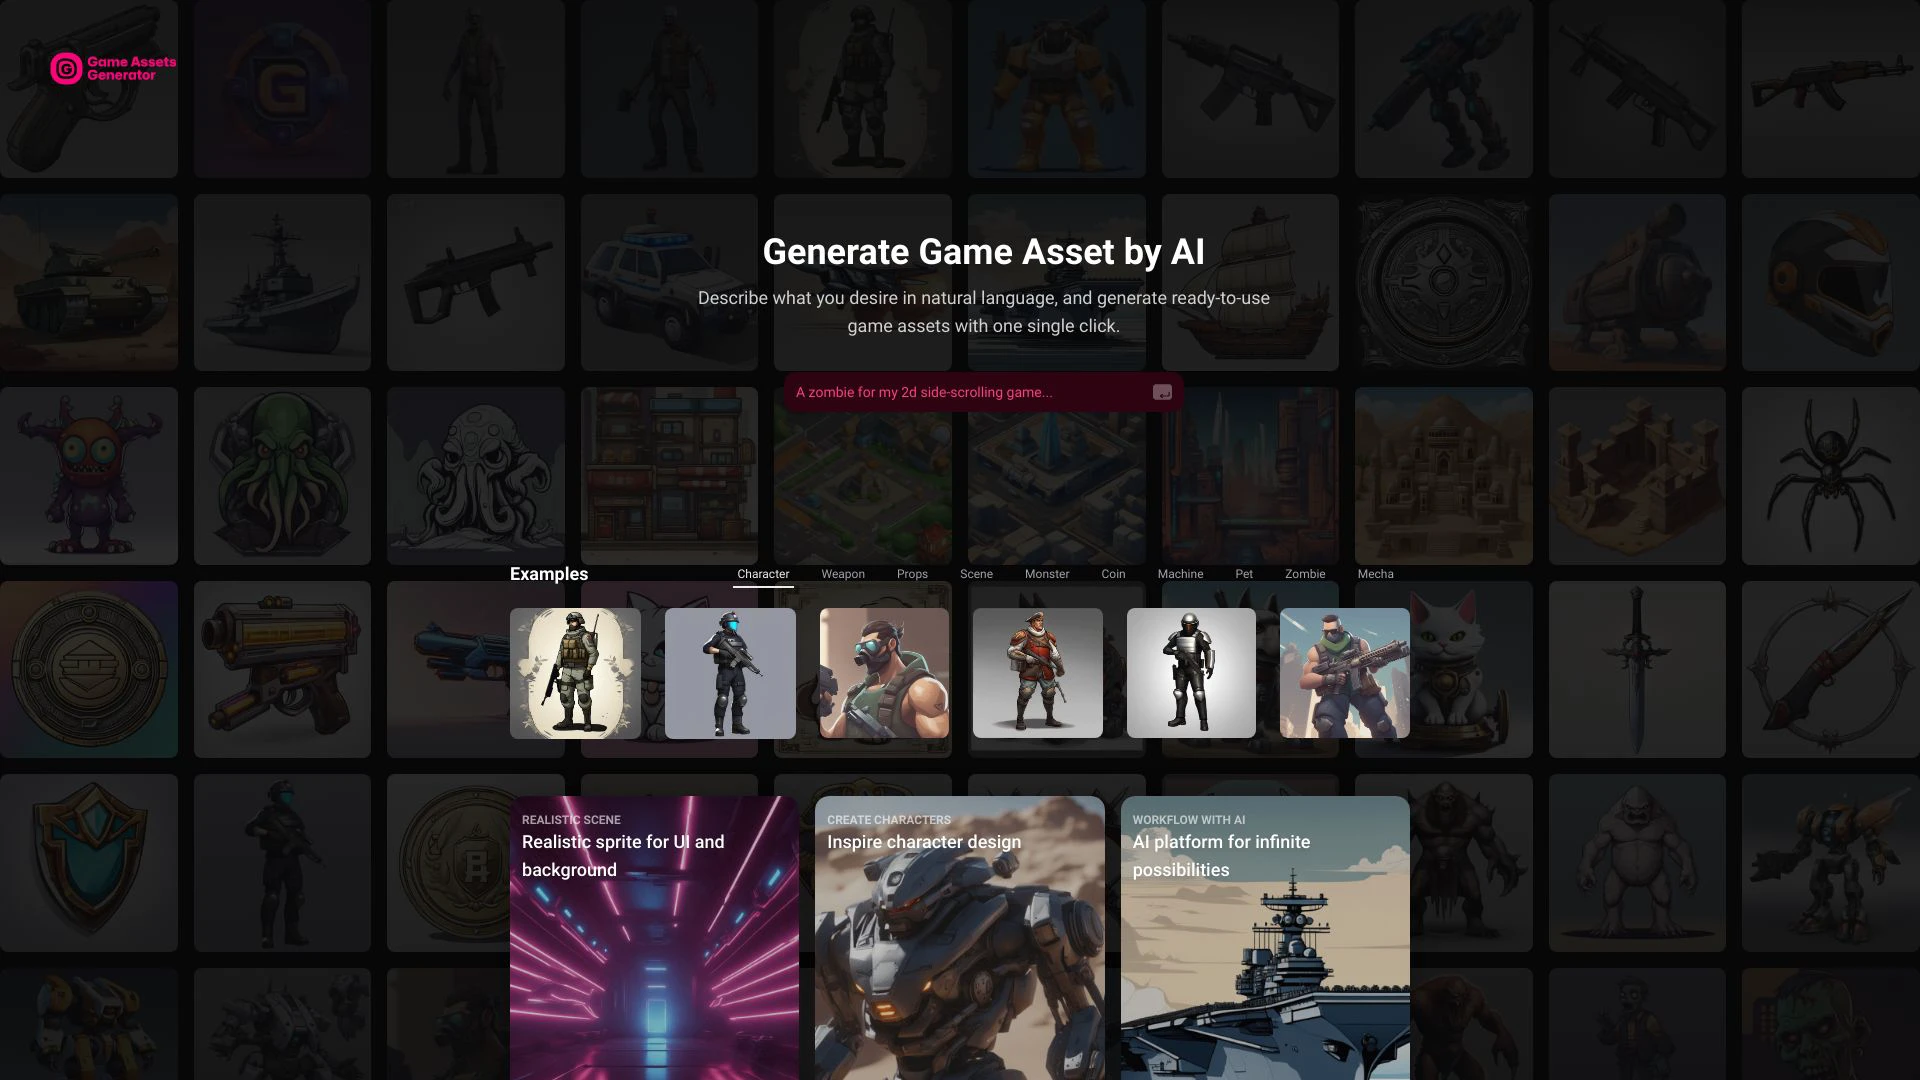 Game Assets
Generator
Generate Game Asset by AI
Describe what you desire in natural language, and generate ready-to-use
game assets with one single click.
A zombie for my 2d side-scrolling game...
Examples
Character
Weapon
Props
Scene
Monster
Coin
Machine
Pet
Zombie
Mecha
REALISTIC SCENE
Realistic sprite for UI and
background
CREATE CHARACTERS
Inspire character design
WORKFLOW WITH AI
AI platform for infinite
possibilities